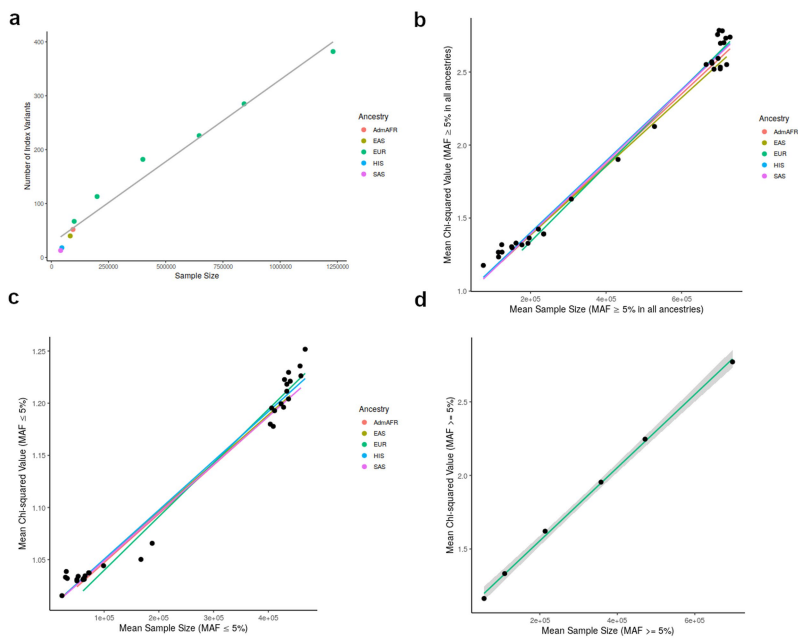 a
400
300
200
100
0
Number of Index Variants
0
250000
500000
750000
1000000
1250000
Sample Size
Ancestry
AdmAFR
EAS
EUR
HIS
SAS
b
2.5
2.0
1.5
1.0
Mean Chi-squared Value (MAF ≥ 5% in all ancestries)
2e+05
4e+05
6e+05
Mean Sample Size (MAF ≥ 5% in all ancestries)
Ancestry
AdmAFR
EAS
EUR
HIS
SAS
c
1.25
1.20
1.15
1.10
1.05
Mean Chi-squared Value (MAF ≤ 5%)
1e+05
2e+05
3e+05
4e+05
Mean Sample Size (MAF ≤ 5%)
Ancestry
AdmAFR
EAS
EUR
HIS
SAS
d
2.5
2.0
1.5
Mean Chi-squared Value (MAF >= 5%)
2e+05
4e+05
6e+05
Mean Sample Size (MAF >= 5%)